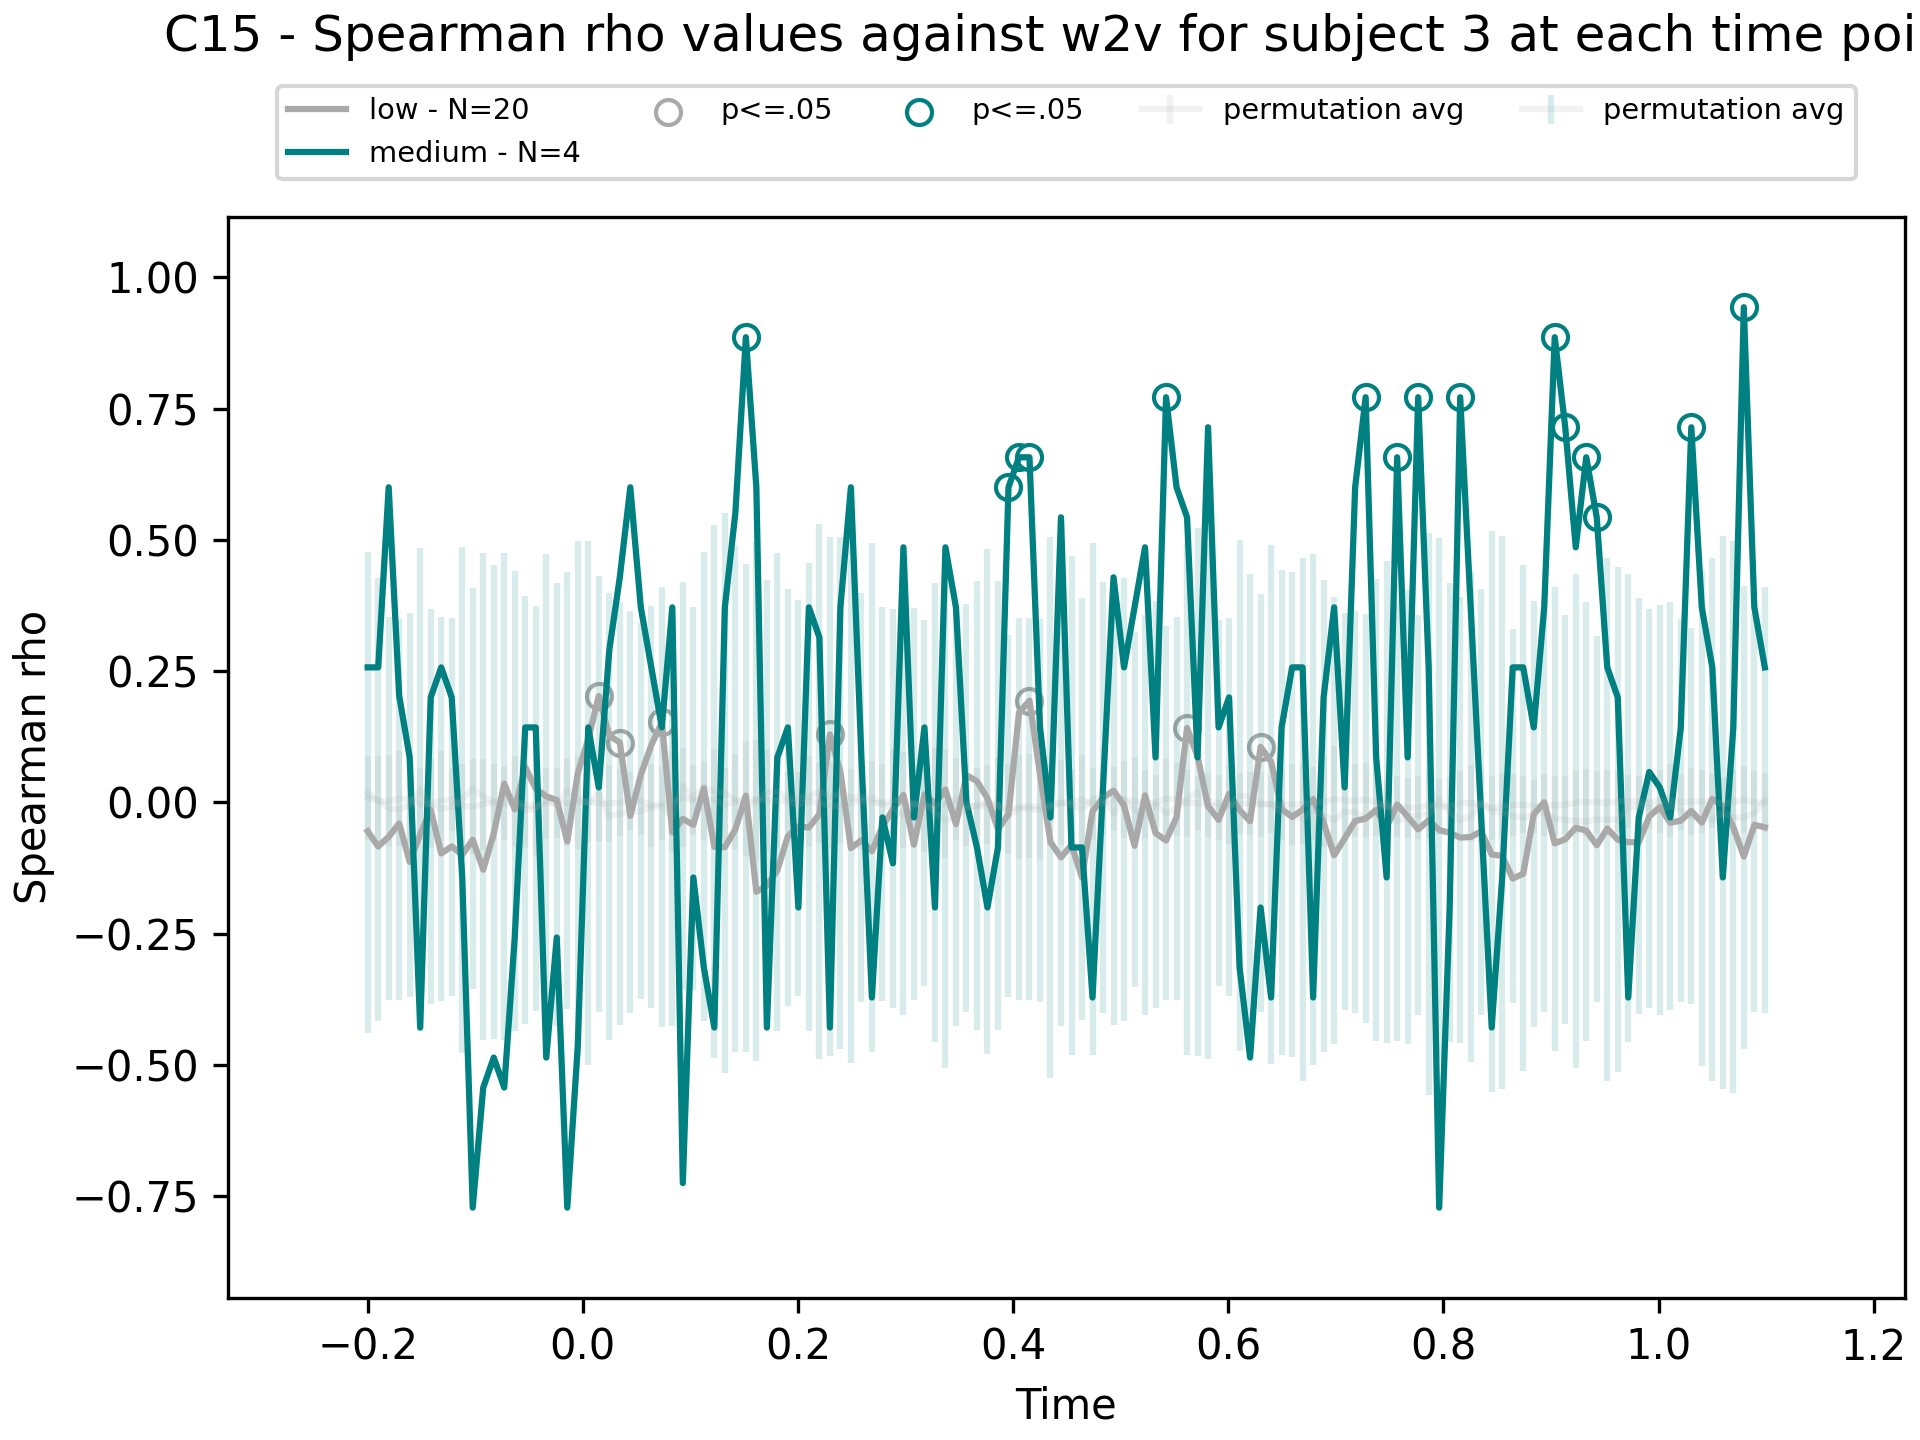 C15 - Spearman rho values against w2v for subject 3 at each time poi
low - N=20 p<=.05 p<=.05 permutation avg permutation avg
medium - N=4
1.00
0.75
0.50
0.25
0.00
−0.25
−0.50
−0.75
Spearman rho
−0.2 0.0 0.2 0.4 0.6 0.8 1.0 1.2
Time